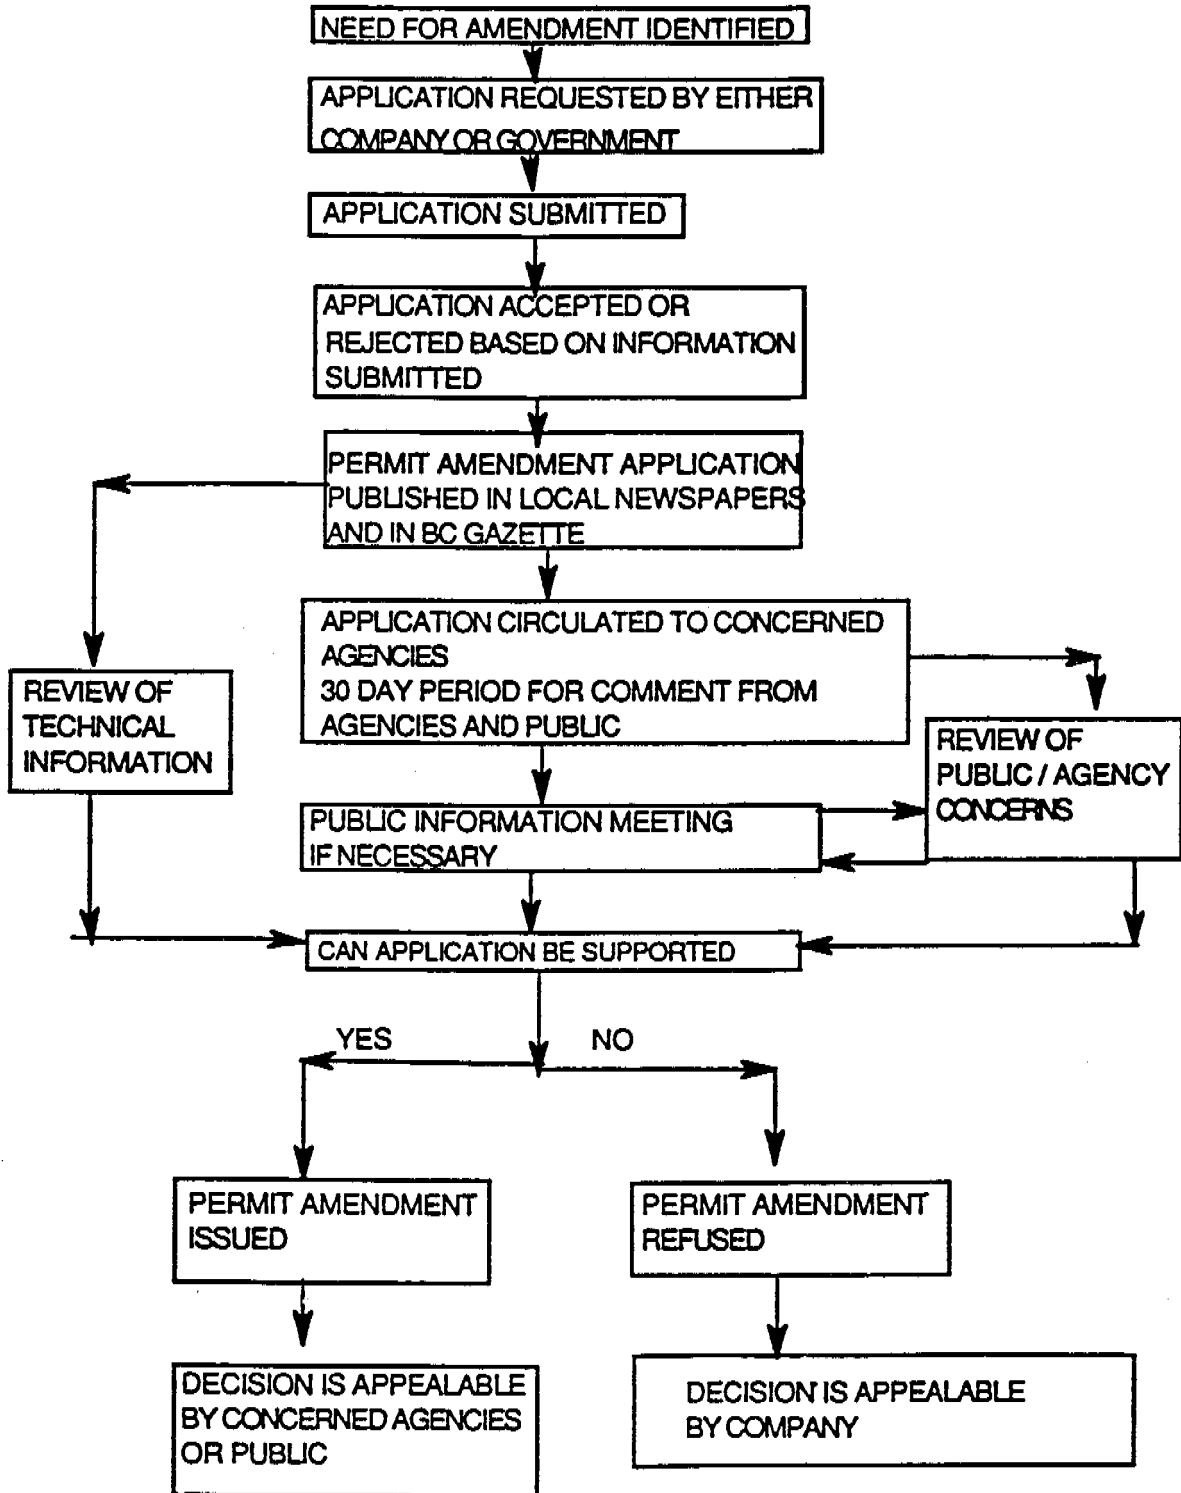 NEED FOR AMENDMENT IDENTIFIED
APPLICATION REQUESTED BY EITHER
COMPANY OR GOVERNMENT
APPLICATION SUBMITTED
APPLICATION ACCEPTED OR
REJECTED BASED ON INFORMATION
SUBMITTED
PERMIT AMENDMENT APPLICATION
PUBLISHED IN LOCAL NEWSPAPERS
AND IN BC GAZETTE
APPLICATION CIRCULATED TO CONCERNED
AGENCIES
30 DAY PERIOD FOR COMMENT FROM
AGENCIES AND PUBLIC
REVIEW OF
TECHNICAL
INFORMATION
REVIEW OF
PUBLIC / AGENCY
CONCERNS
PUBLIC INFORMATION MEETING
IF NECESSARY
CAN APPLICATION BE SUPPORTED
YES
NO
PERMIT AMENDMENT
ISSUED
PERMIT AMENDMENT
REFUSED
DECISION IS APPEALABLE
BY CONCERNED AGENCIES
OR PUBLIC
DECISION IS APPEALABLE
BY COMPANY